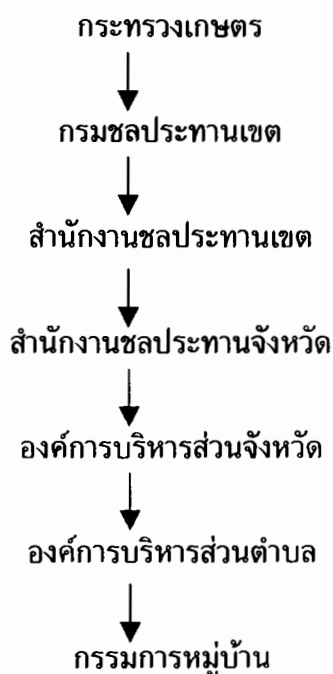 กระทรวงเกษตร
กรมชลประทานเขต
สำนักงานชลประทานเขต
สำนักงานชลประทานจังหวัด
องค์การบริหารส่วนจังหวัด
องค์การบริหารส่วนตำบล
กรรมการหมู่บ้าน